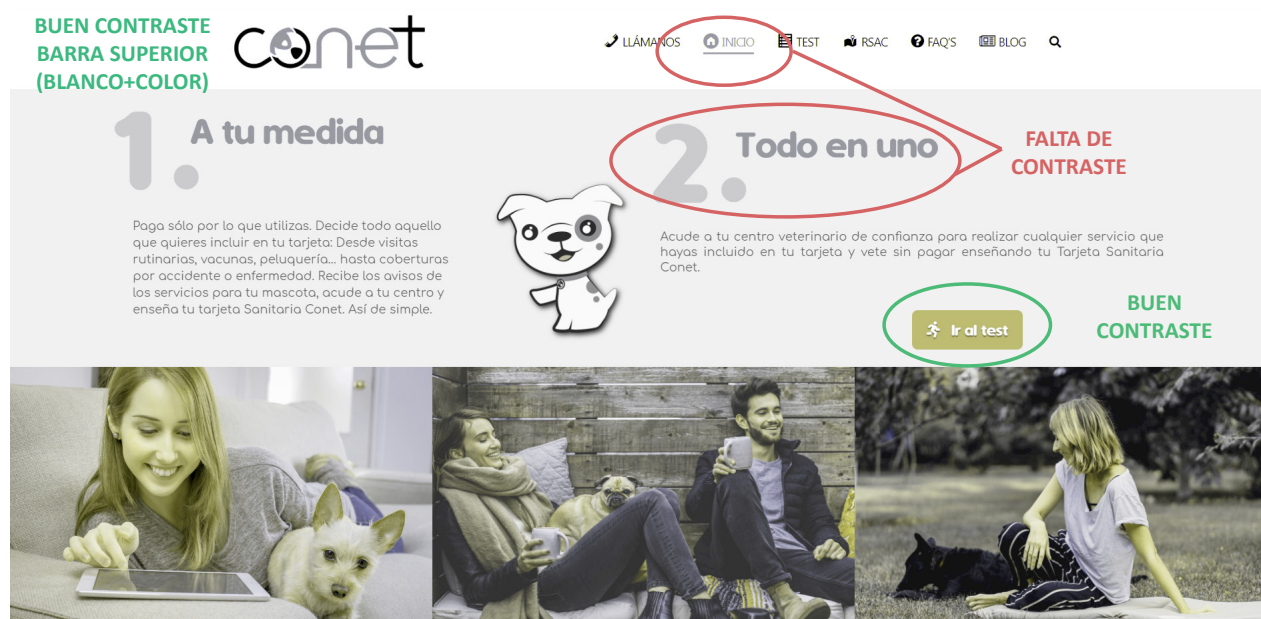 BUEN CONTRASTE
BARRA SUPERIOR
(BLANCO+COLOR)
conet
LLÁMANOS INICIO TEST RSAC FAQ'S BLOG
1. A tu medida
2. Todo en uno
FALTA DE
CONTRASTE
Paga sólo por lo que utilizas. Decide todo aquello
que quieres incluir en tu tarjeta: Desde visitas
rutinarias, vacunas, peluquería... hasta coberturas
por accidente o enfermedad. Recibe los avisos de
los servicios para tu mascota, acude a tu centro y
enseña tu tarjeta Sanitaria Conet. Así de simple.
Acude a tu centro veterinario de confianza para realizar cualquier servicio que
hayas incluido en tu tarjeta y vete sin pagar enseñando tu Tarjeta Sanitaria
Conet.
Ir al test
BUEN
CONTRASTE